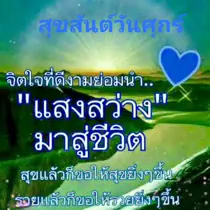 สุขสันต์วันศุกร์
จิตใจที่ดีงามย่อมนำ..
"แสงสว่าง"
มาสู่ชีวิต
สุขแล้วก็ขอให้สุขยิ่งๆขึ้น
รวยแล้วก็ขอให้รวยยิ่งๆขึ้น